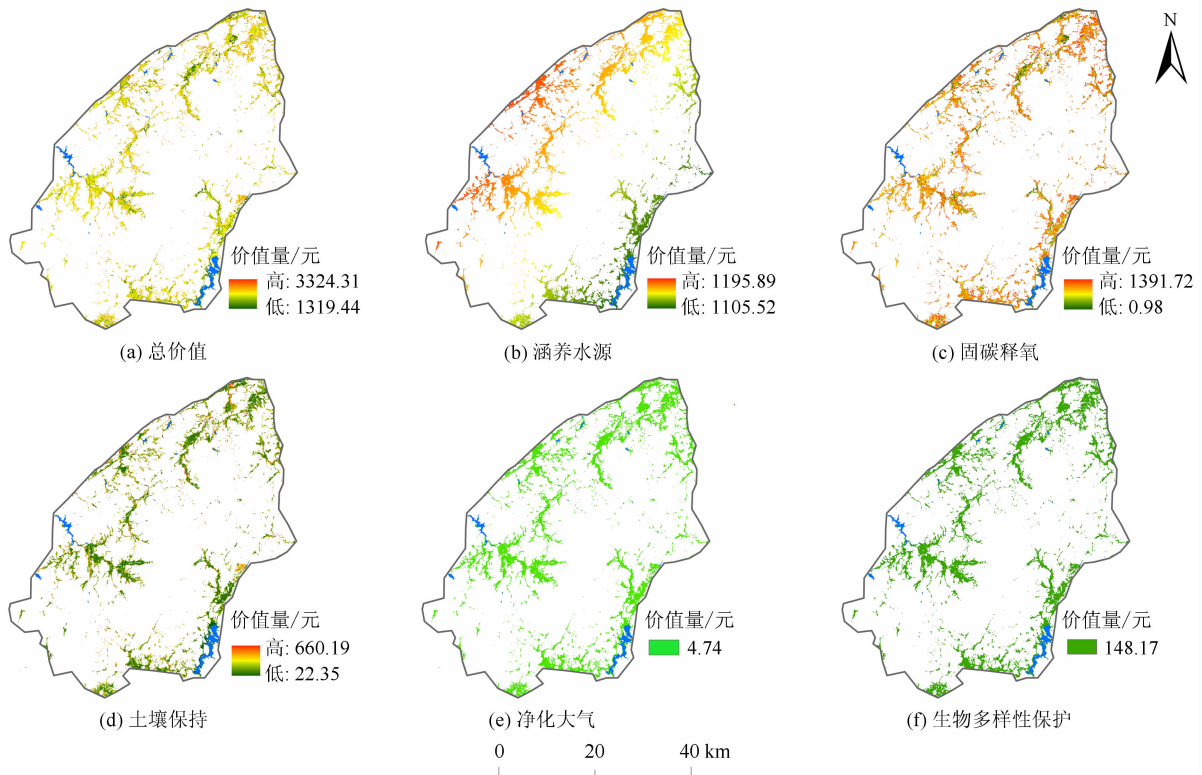 N
价值量/元
高: 3324.31
低: 1319.44
(a) 总价值
价值量/元
高: 1195.89
低: 1105.52
(b) 涵养水源
价值量/元
高: 1391.72
低: 0.98
(c) 固碳释氧
价值量/元
高: 660.19
低: 22.35
(d) 土壤保持
价值量/元
4.74
(e) 净化大气
价值量/元
148.17
(f) 生物多样性保护
0 20 40 km